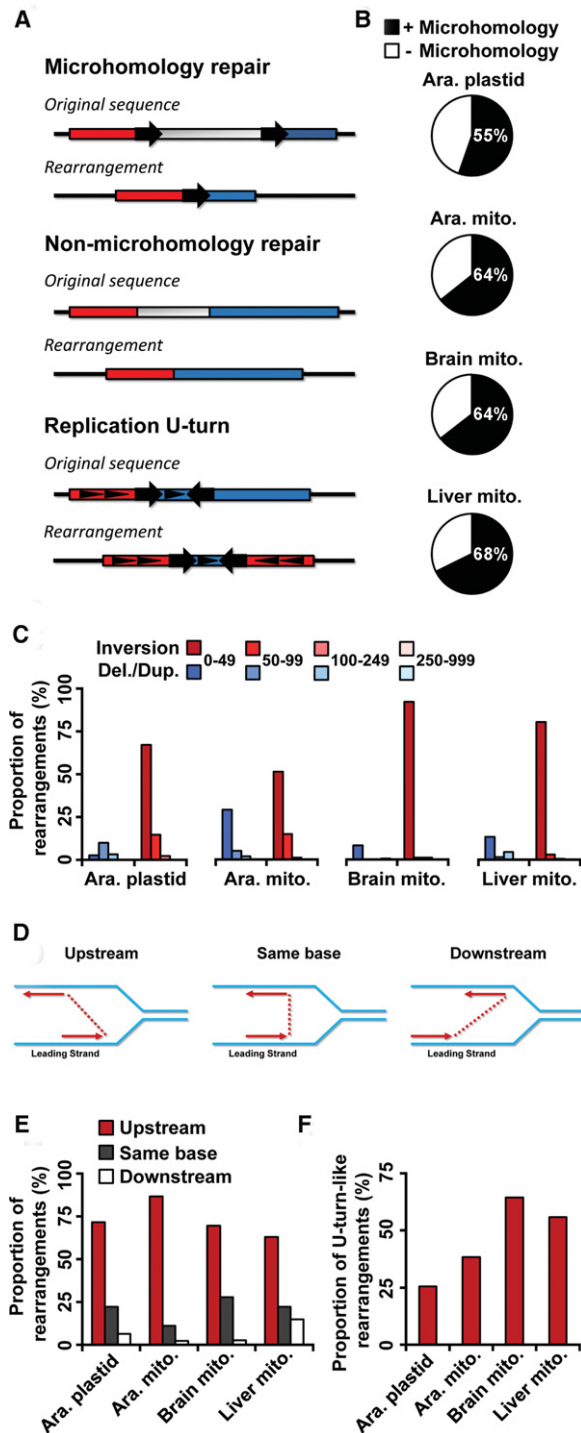 A
Microhomology repair
Original sequence
Rearrangement
Non-microhomology repair
Original sequence
Rearrangement
Replication U-turn
Original sequence
Rearrangement
B
+ Microhomology
- Microhomology
Ara. plastid
55%
Ara. mito.
64%
Brain mito.
64%
Liver mito.
68%
C
Inversion
Del./Dup.
0-49
50-99
100-249
250-999
Proportion of
rearrangements (%)
100
75
50
25
0
Ara. plastid
Ara. mito.
Brain mito.
Liver mito.
D
Upstream
Same base
Downstream
Leading Strand
Leading Strand
Leading Strand
E
Upstream
Same base
Downstream
Proportion of
rearrangements (%)
100
75
50
25
0
Ara. plastid
Ara. mito.
Brain mito.
Liver mito.
F
Proportion of U-turn-like
rearrangements (%)
75
50
25
0
Ara. plastid
Ara. mito.
Brain mito.
Liver mito.